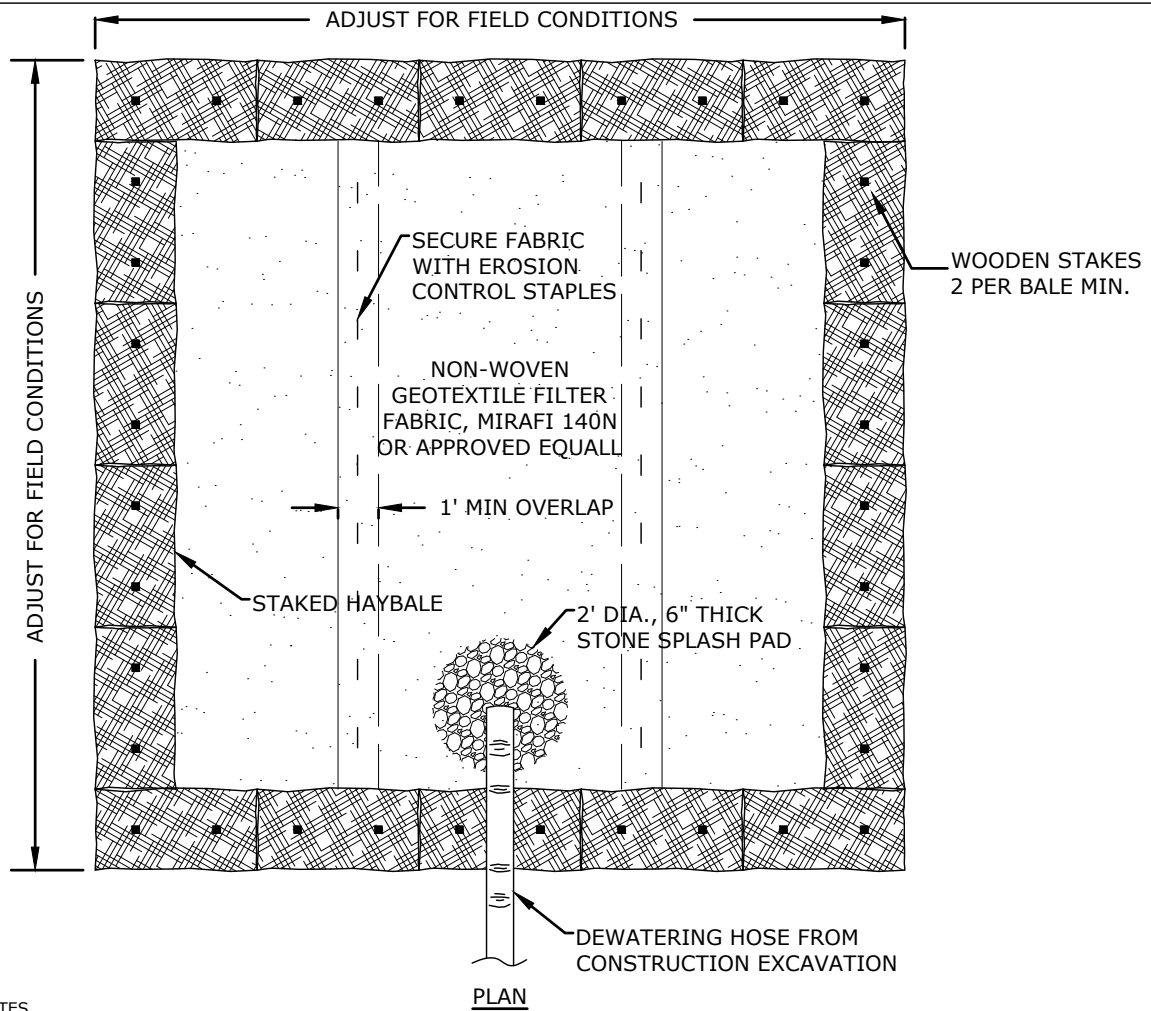 ADJUST FOR FIELD CONDITIONS
ADJUST FOR FIELD CONDITIONS
SECURE FABRIC
WITH EROSION
CONTROL STAPLES
WOODEN STAKES
2 PER BALE MIN.
NON-WOVEN
GEOTEXTILE FILTER
FABRIC, MIRAFI 140N
OR APPROVED EQUALL
1' MIN OVERLAP
STAKED HAYBALE
2' DIA., 6" THICK
STONE SPLASH PAD
DEWATERING HOSE FROM
CONSTRUCTION EXCAVATION
PLAN